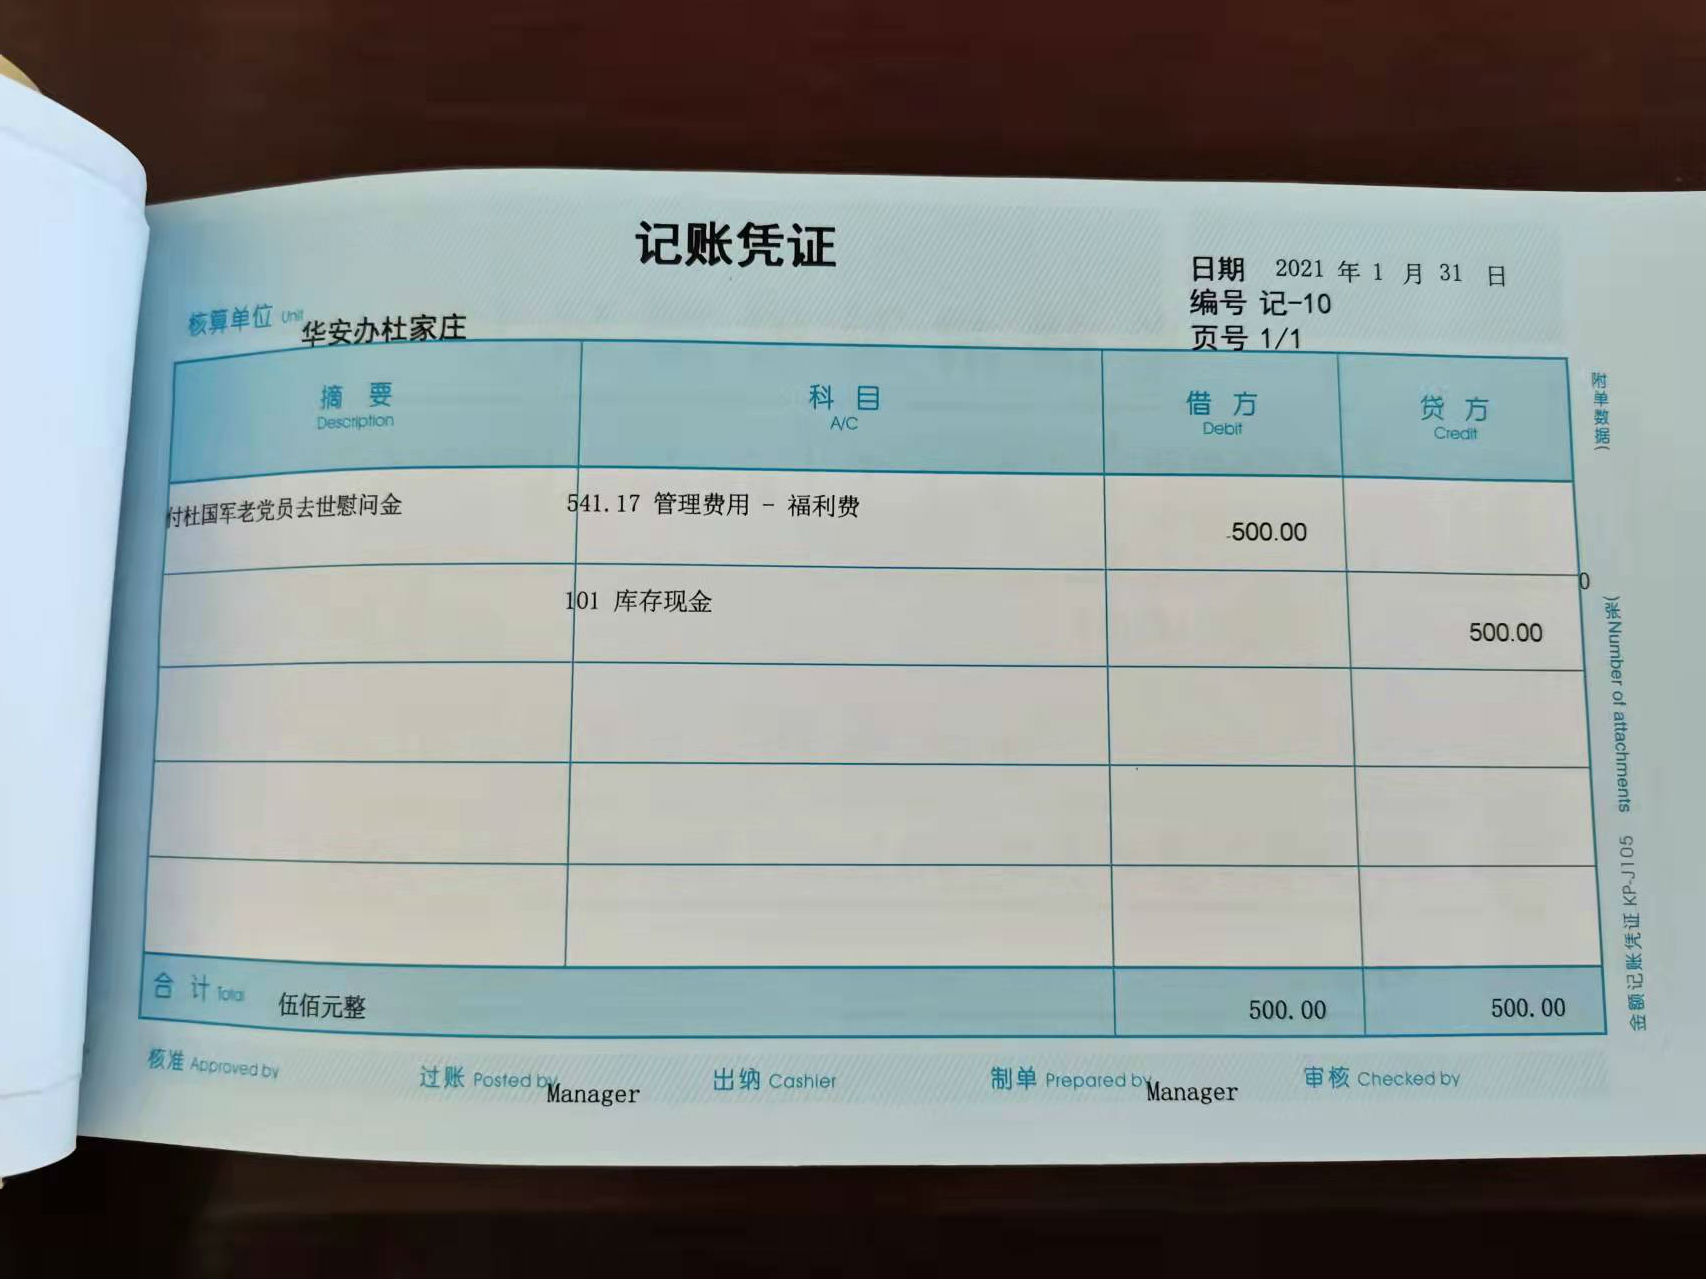 记账凭证
日期 2021 年 1 月 31 日
编号 记-10
核算单位 Unit 华安办杜家庄
页号 1/1
摘要 科目 借方 贷方
Description A/C Debit Credit
付杜国军老党员去世慰问金 541.17 管理费用 - 福利费 500.00
101 库存现金 500.00
合计 Total 伍佰元整 500.00 500.00
核准 Approved by 过账 Posted by Manager 出纳 Cashier 制单 Prepared by Manager 审核 Checked by
附单数据( 0 )张 Number of attachments
金额记账凭证 KP-J105